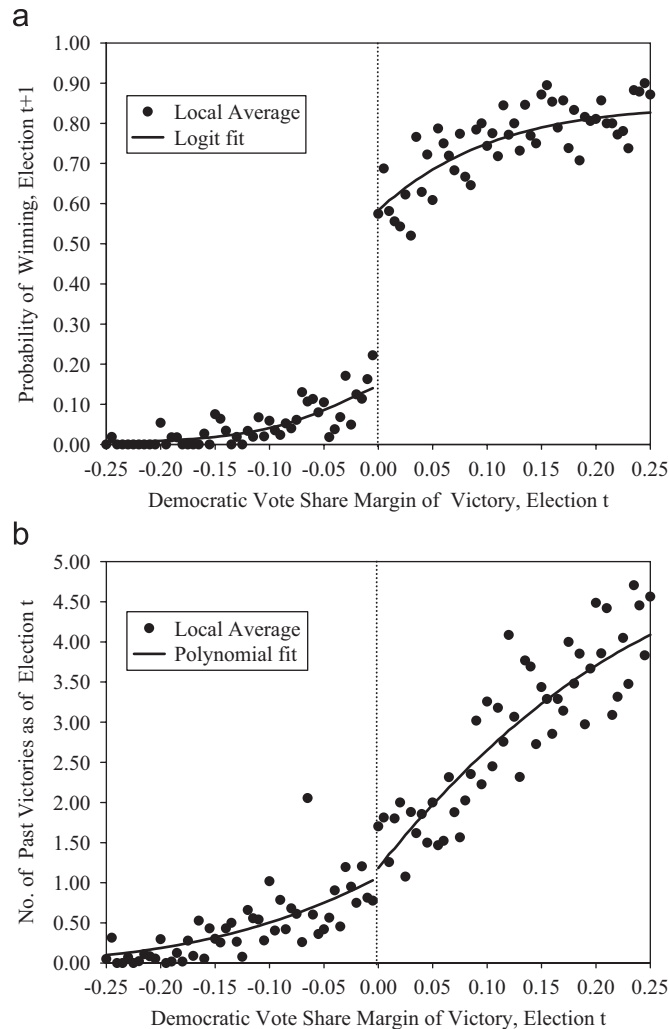 a
1.00
0.90
0.80
0.70
0.60
0.50
0.40
0.30
0.20
0.10
0.00
Probability of Winning, Election t+1
Local Average
Logit fit
-0.25 -0.20 -0.15 -0.10 -0.05 0.00 0.05 0.10 0.15 0.20 0.25
Democratic Vote Share Margin of Victory, Election t
b
5.00
4.50
4.00
3.50
3.00
2.50
2.00
1.50
1.00
0.50
0.00
No. of Past Victories as of Election t
Local Average
Polynomial fit
-0.25 -0.20 -0.15 -0.10 -0.05 0.00 0.05 0.10 0.15 0.20 0.25
Democratic Vote Share Margin of Victory, Election t